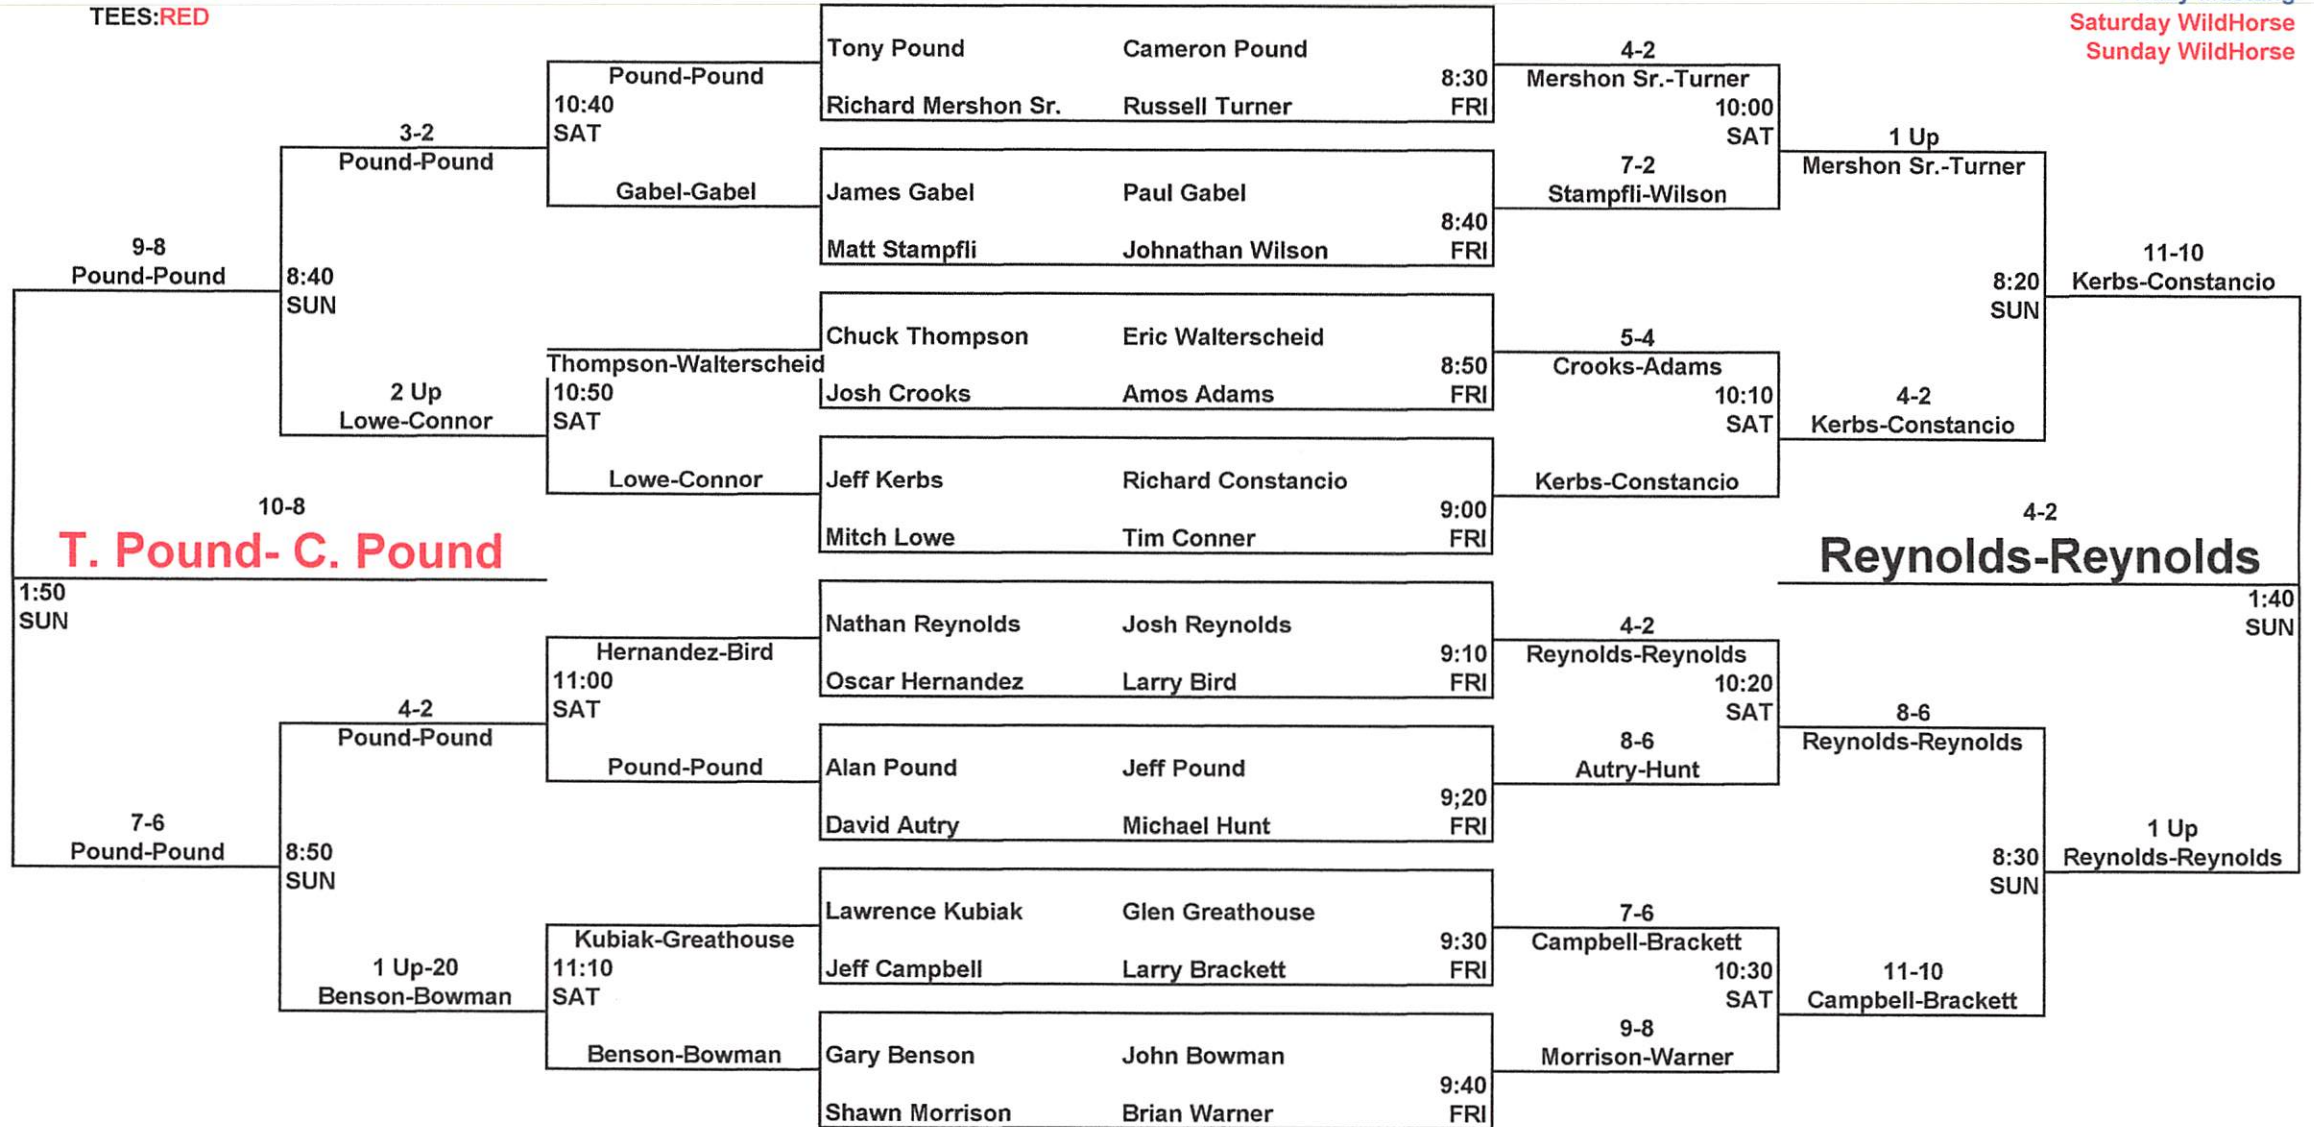 TEES:RED
Saturday WildHorse
Sunday WildHorse
9-8
Pound-Pound
10-8
T. Pound- C. Pound
1:50
SUN
7-6
Pound-Pound
3-2
Pound-Pound
8:40
SUN
2 Up
Lowe-Connor
4-2
Pound-Pound
8:50
SUN
1 Up-20
Benson-Bowman
Pound-Pound
10:40
SAT
Gabel-Gabel
Thompson-Walterscheid
10:50
SAT
Lowe-Connor
Hernandez-Bird
11:00
SAT
Pound-Pound
Kubiak-Greathouse
11:10
SAT
Benson-Bowman
Tony Pound Cameron Pound
8:30
Richard Mershon Sr. Russell Turner FRI
James Gabel Paul Gabel
8:40
Matt Stampfli Johnathan Wilson FRI
Chuck Thompson Eric Walterscheid
8:50
Josh Crooks Amos Adams FRI
Jeff Kerbs Richard Constancio
9:00
Mitch Lowe Tim Conner FRI
Nathan Reynolds Josh Reynolds
9:10
Oscar Hernandez Larry Bird FRI
Alan Pound Jeff Pound
9;20
David Autry Michael Hunt FRI
Lawrence Kubiak Glen Greathouse
9:30
Jeff Campbell Larry Brackett FRI
Gary Benson John Bowman
9:40
Shawn Morrison Brian Warner FRI
4-2
Mershon Sr.-Turner
10:00
SAT
7-2
Stampfli-Wilson
5-4
Crooks-Adams
10:10
SAT
Kerbs-Constancio
4-2
Reynolds-Reynolds
10:20
SAT
8-6
Autry-Hunt
7-6
Campbell-Brackett
10:30
SAT
9-8
Morrison-Warner
1 Up
Mershon Sr.-Turner
8:20
SUN
4-2
Kerbs-Constancio
8-6
Reynolds-Reynolds
8:30
SUN
11-10
Campbell-Brackett
11-10
Kerbs-Constancio
4-2
Reynolds-Reynolds
1:40
SUN
1 Up
Reynolds-Reynolds